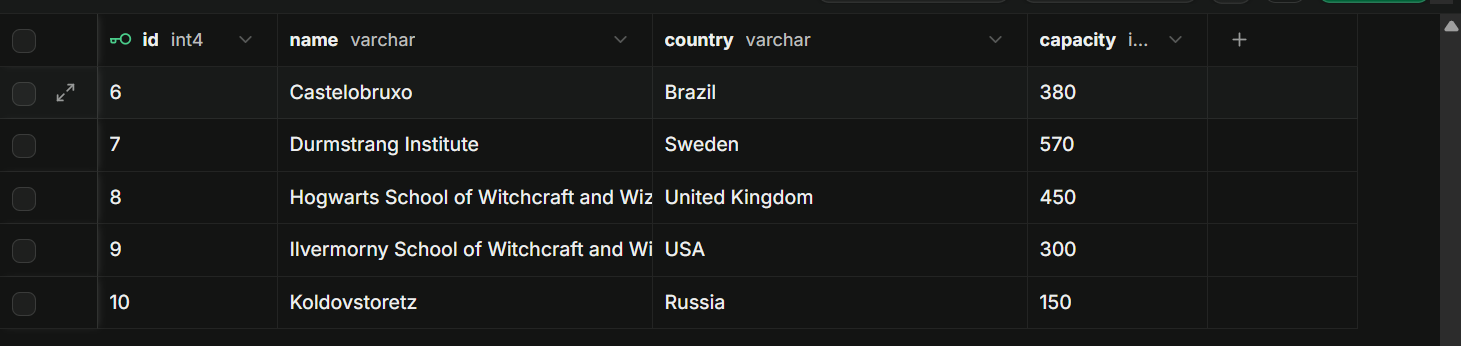 id int4 name varchar country varchar capacity i...
6 Castelobruxo Brazil 380
7 Durmstrang Institute Sweden 570
8 Hogwarts School of Witchcraft and Wiz United Kingdom 450
9 Ilvermorny School of Witchcraft and Wi USA 300
10 Koldovstoretz Russia 150